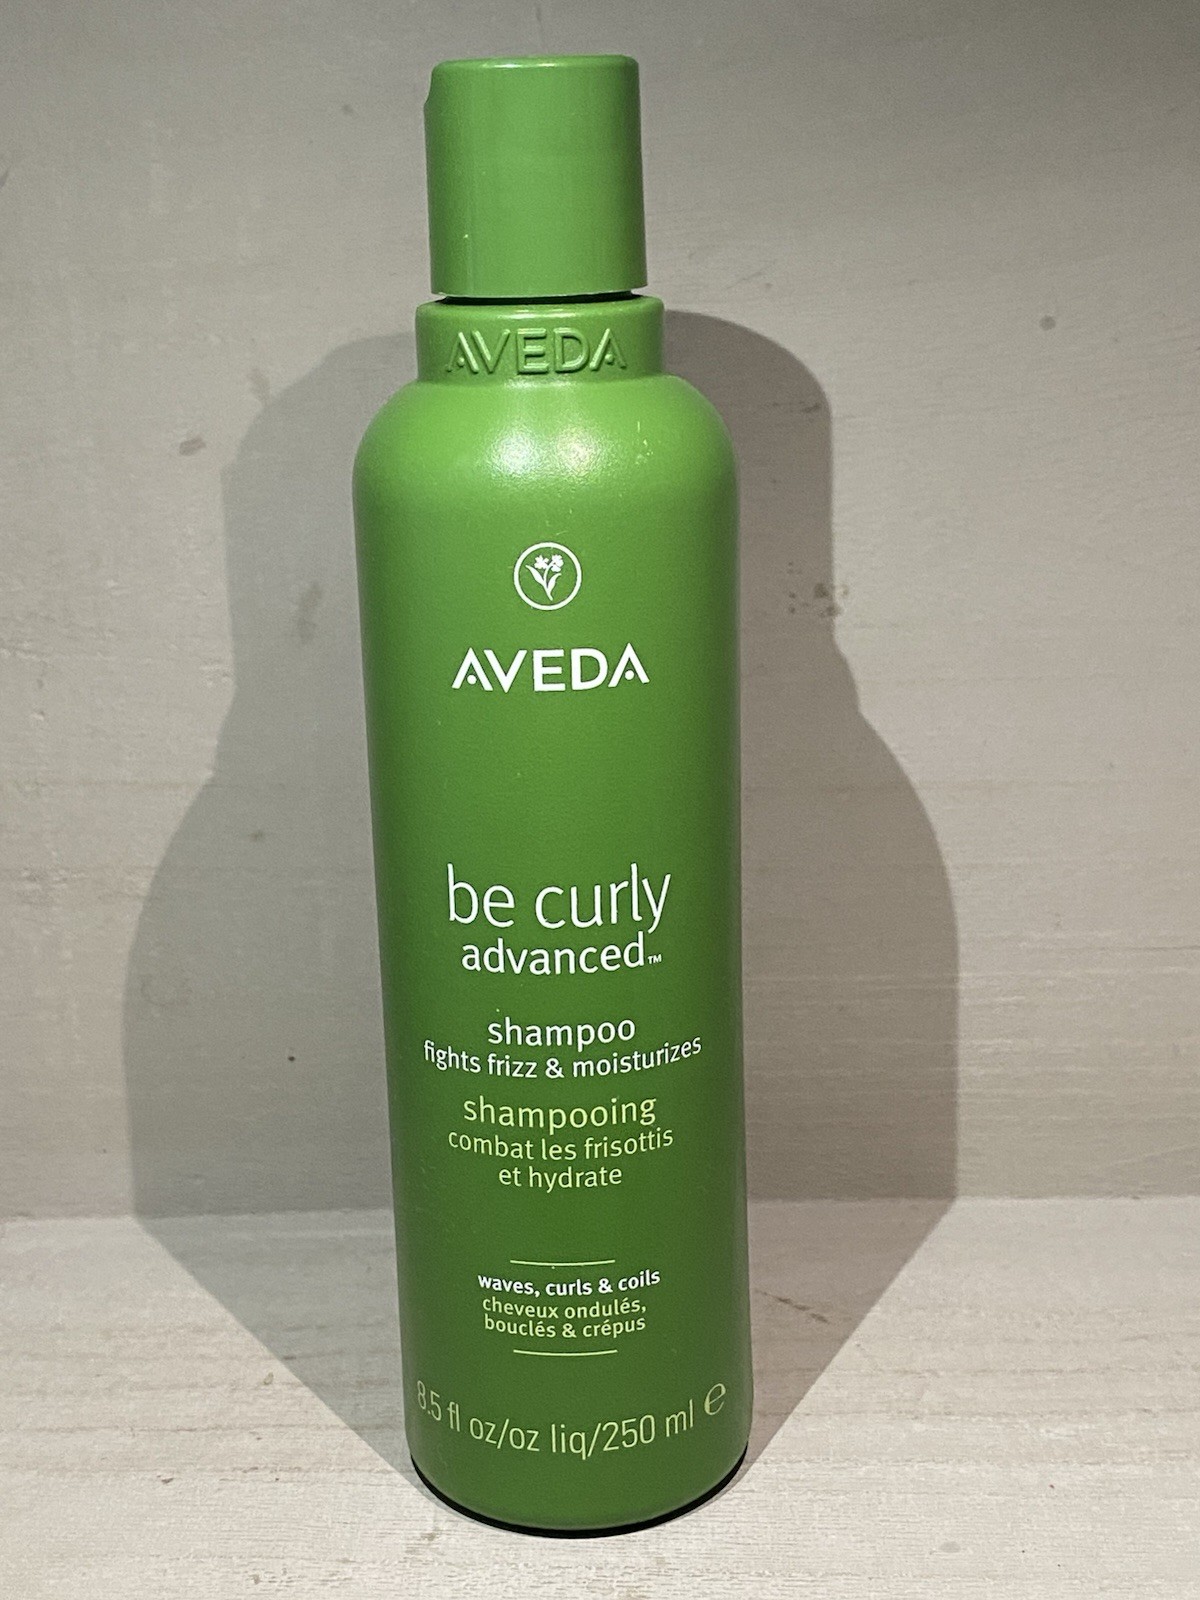 AVEDA
AVEDA
be curly
advanced™
shampoo
fights frizz & moisturizes
shampooing
combat les frisottis
et hydrate
waves, curls & coils
cheveux ondulés,
bouclés & crépus
8.5 fl oz/oz liq/250 ml ℮